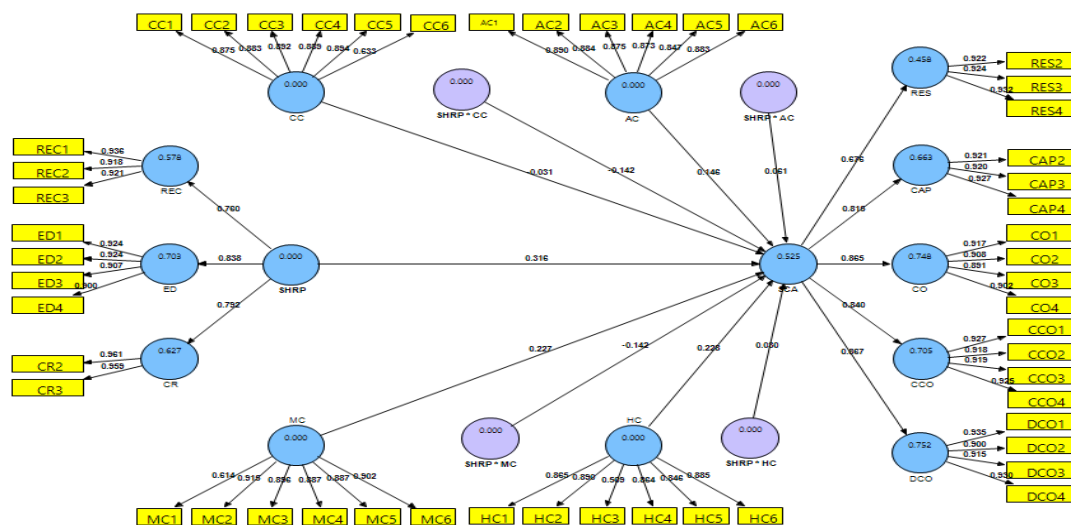 CC1 CC2 CC3 CC4 CC5 CC6
0.875 0.883 0.892 0.889 0.894 0.633
0.000
CC
AC1 AC2 AC3 AC4 AC5 AC6
0.890 0.884 0.875 0.873 0.847 0.883
0.000
AC
0.000
SHRP * CC
0.000
SHRP * AC
-0.031
-0.142
0.146
0.061
REC1
REC2
REC3
0.936
0.918
0.921
0.578
REC
0.760
ED1
ED2
ED3
ED4
0.924
0.924
0.907
0.900
0.703
ED
0.838
0.000
SHRP
0.316
0.525
SCA
CR2
CR3
0.961
0.959
0.627
CR
0.792
0.458
RES
0.922
0.924
0.932
RES2
RES3
RES4
0.676
0.663
CAP
0.921
0.920
0.927
CAP2
CAP3
CAP4
0.748
CO
0.917
0.908
0.891
0.902
CO1
CO2
CO3
CO4
0.865
0.705
CCO
0.927
0.918
0.919
0.925
CCO1
CCO2
CCO3
CCO4
0.840
0.752
DCO
0.935
0.900
0.915
0.930
DCO1
DCO2
DCO3
DCO4
0.867
0.227
-0.142
MC
0.000
0.614 0.896 0.887 0.887 0.902
MC1 MC2 MC3 MC4 MC5 MC6
0.000
SHRP * MC
HC
0.000
0.865 0.890 0.864 0.846 0.885
HC1 HC2 HC3 HC4 HC5 HC6
0.000
SHRP * HC